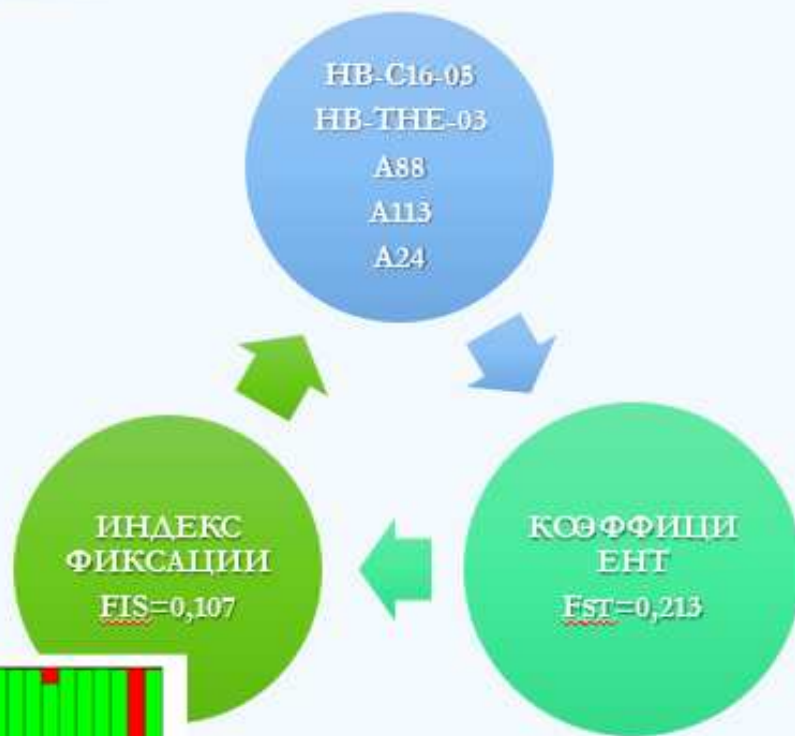 HB-C16-05
HB-THE-03
A88
A113
A24
ИНДЕКС
ФИКСАЦИИ
FIS=0,107
КОЭФФИЦИ
ЕНТ
FST=0,213